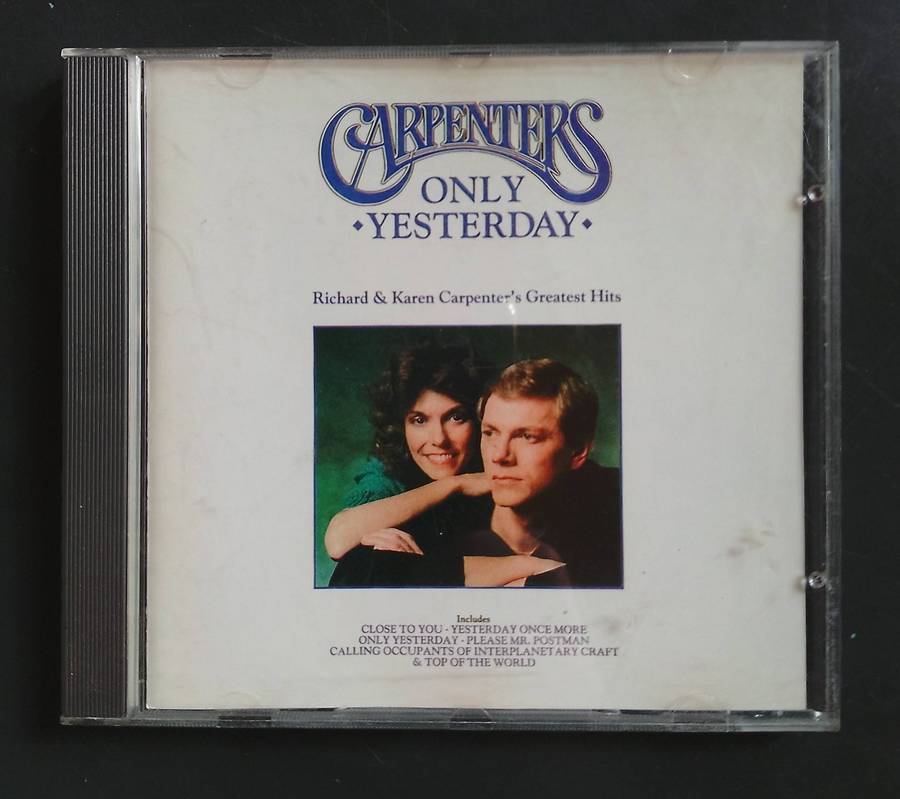 CARPENTERS
ONLY
◆YESTERDAY◆
Richard & Karen Carpenter's Greatest Hits
Includes
CLOSE TO YOU · YESTERDAY ONCE MORE
ONLY YESTERDAY · PLEASE MR. POSTMAN
CALLING OCCUPANTS OF INTERPLANETARY CRAFT
& TOP OF THE WORLD